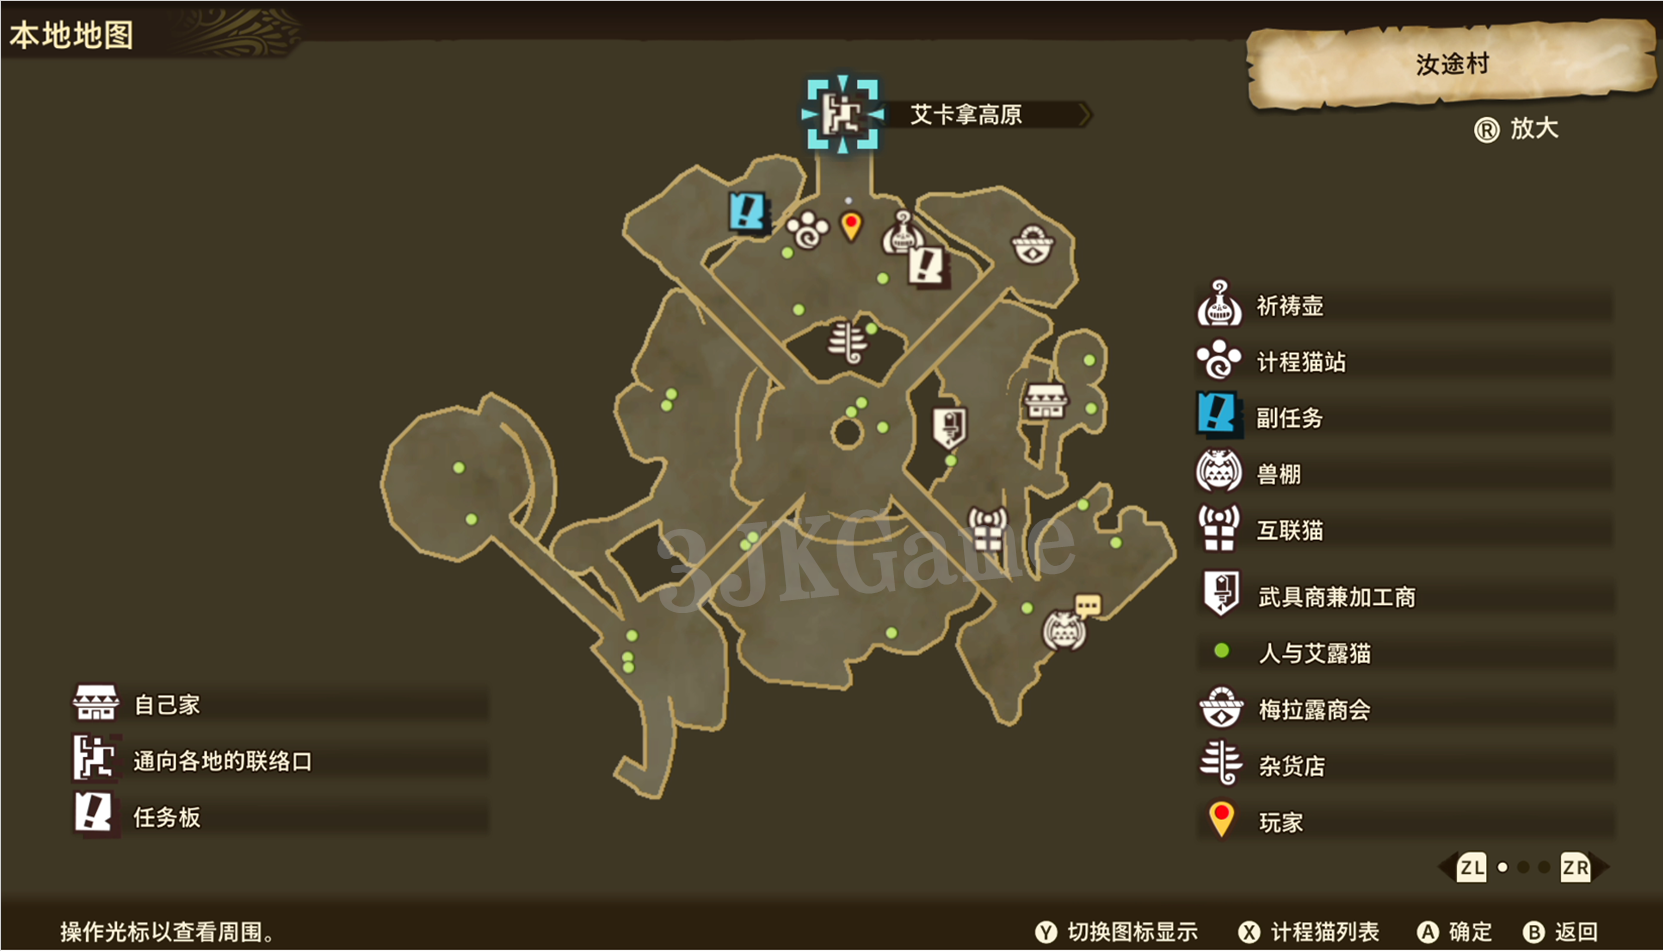 本地地图
汝途村
艾卡拿高原
R 放大
祈祷壶
计程猫站
副任务
兽棚
互联猫
武具商兼加工商
人与艾露猫
梅拉露商会
杂货店
玩家
自己家
通向各地的联络口
任务板
3JKGame
ZL ZR
操作光标以查看周围。
Y 切换图标显示 X 计程猫列表 A 确定 B 返回